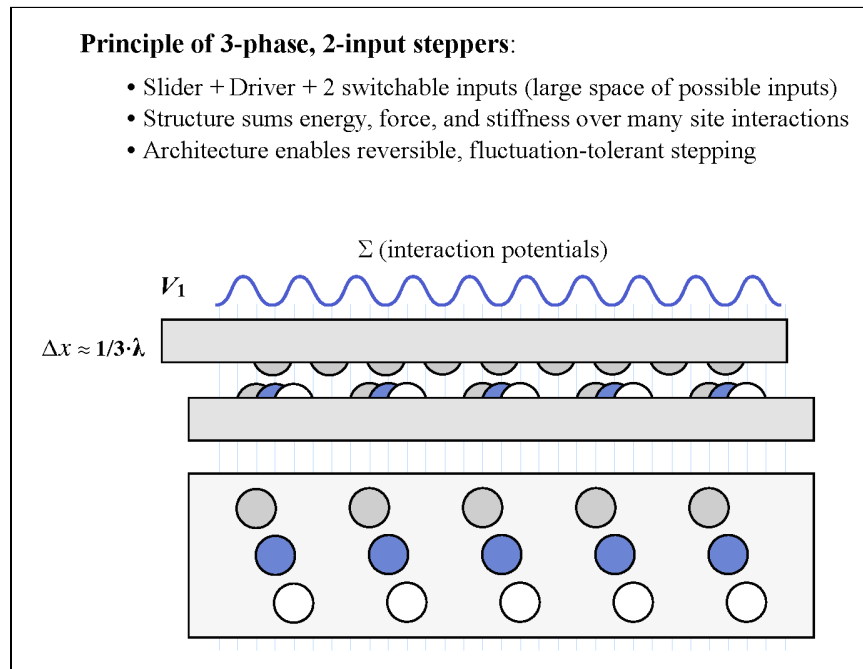 Principle of 3-phase, 2-input steppers:
• Slider + Driver + 2 switchable inputs (large space of possible inputs)
• Structure sums energy, force, and stiffness over many site interactions
• Architecture enables reversible, fluctuation-tolerant stepping
Σ (interaction potentials)
V₁
Δx ≈ 1/3·λ